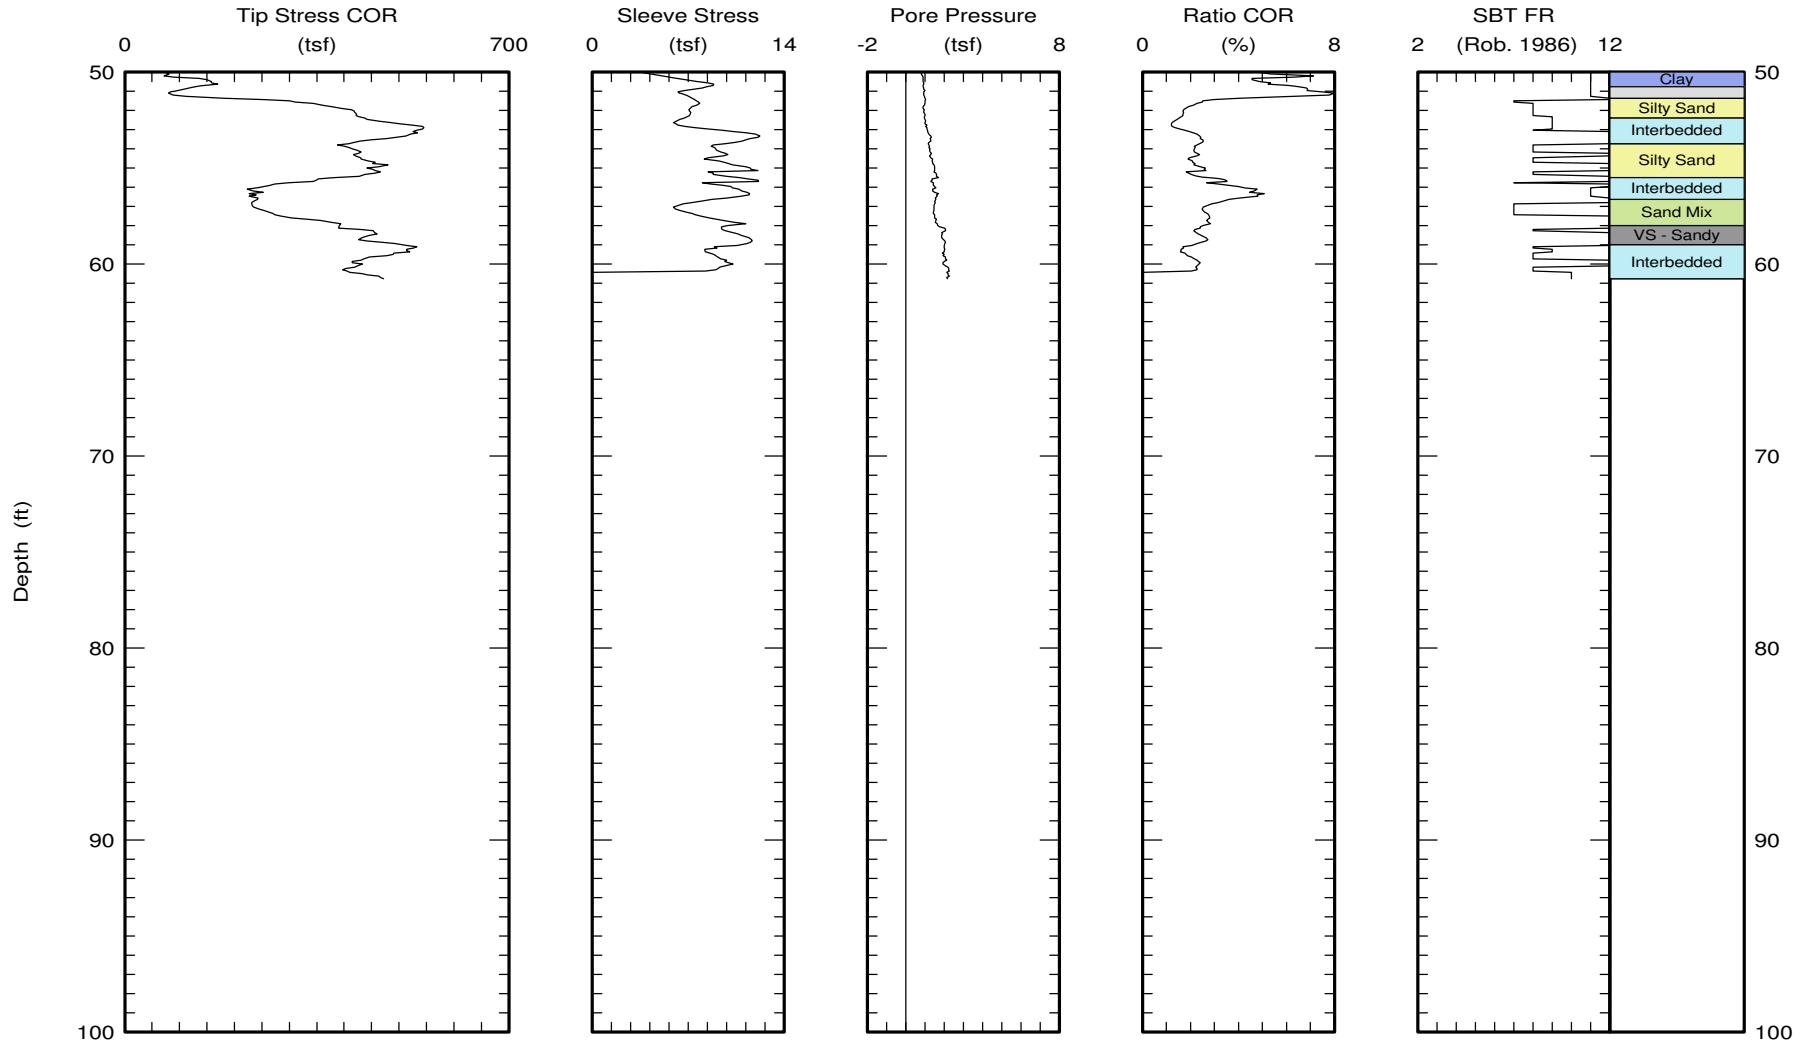 Tip Stress COR Sleeve Stress Pore Pressure Ratio COR SBT FR
0 (tsf) 700 0 (tsf) 14 -2 (tsf) 8 0 (%) 8 2 (Rob. 1986) 12
50 50
Clay
Silty Sand
Interbedded
Silty Sand
Interbedded
Sand Mix
VS - Sandy
Interbedded
60 60
70 70
Depth (ft)
80 80
90 90
100 100